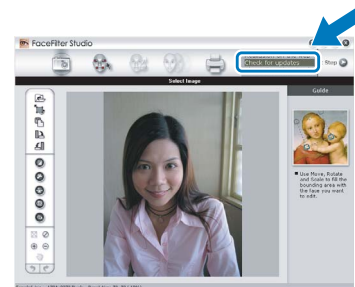 FaceFilter Studio
Check for updates
Step
Select Image
Guide
Use Move, Rotate
and Scale to fill the
bounding area with
the face you want
to edit.